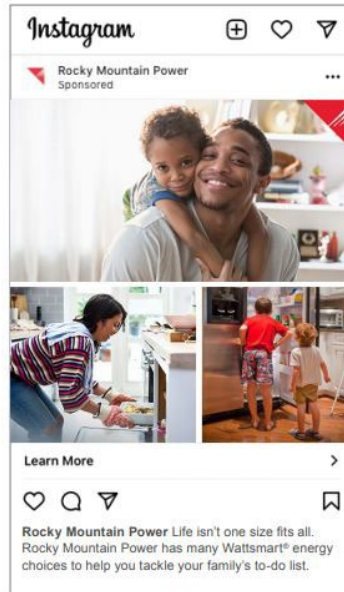 Instagram
Rocky Mountain Power
Sponsored
Learn More
Rocky Mountain Power Life isn't one size fits all.
Rocky Mountain Power has many Wattsmart® energy
choices to help you tackle your family's to-do list.